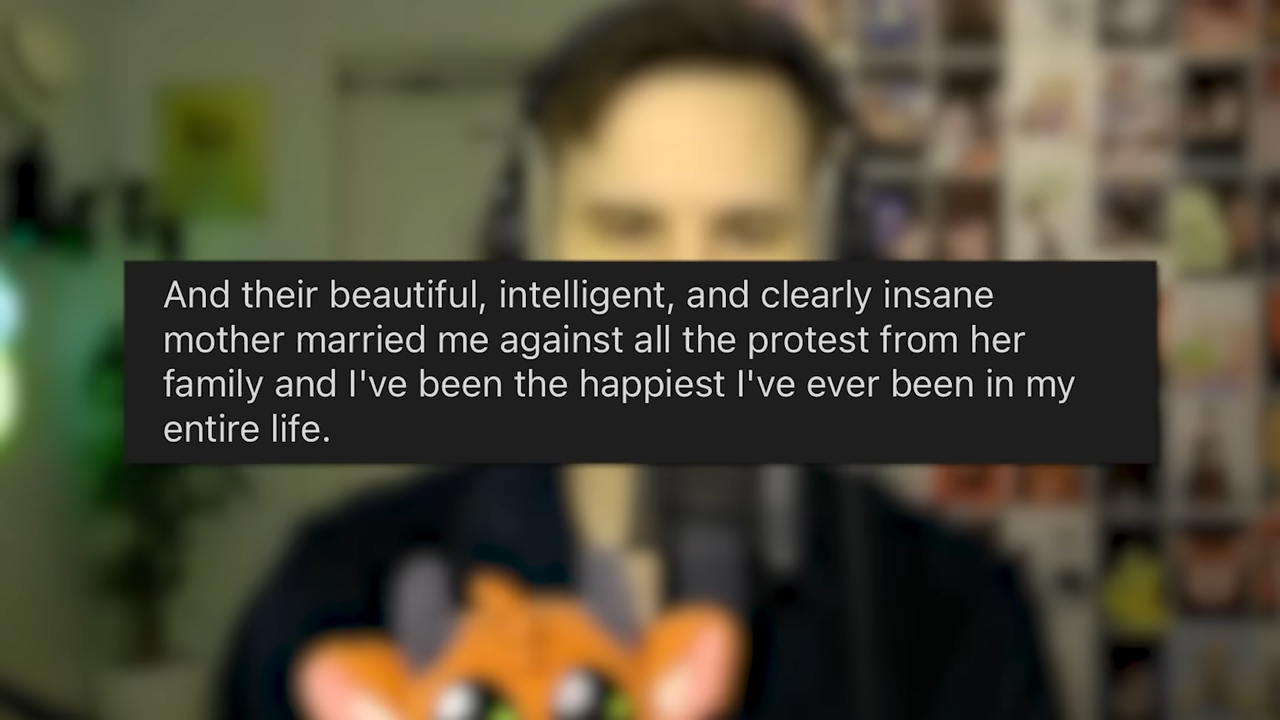 And their beautiful, intelligent, and clearly insane
mother married me against all the protest from her
family and I've been the happiest I've ever been in my
entire life.